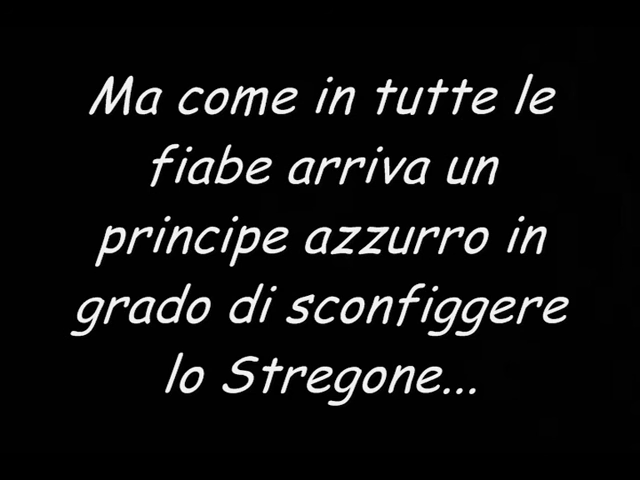 Ma come in tutte le
fiabe arriva un
principe azzurro in
grado di sconfiggere
lo Stregone...